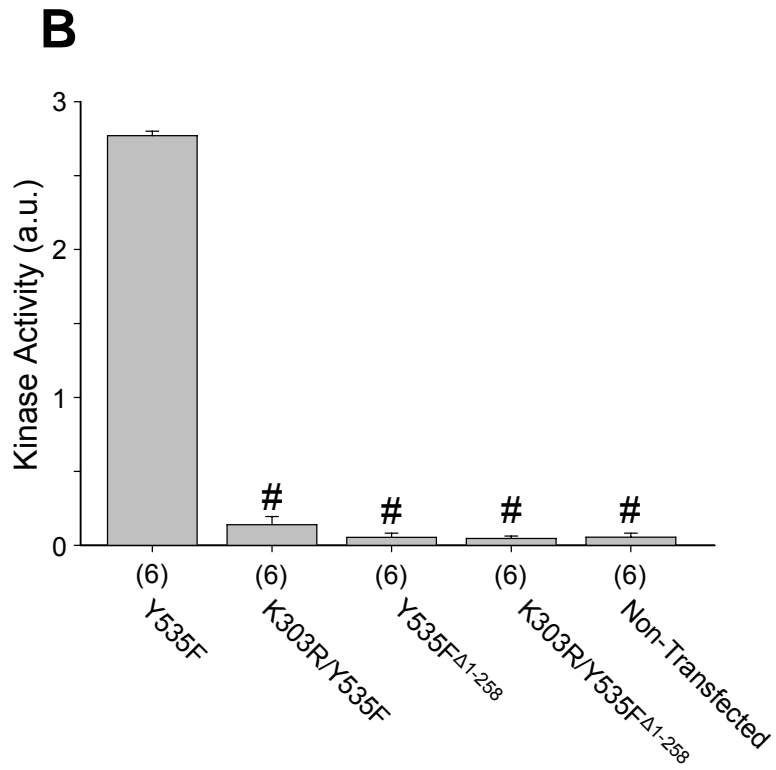 B
Kinase Activity (a.u.)
3
2
1
0
# # # #
(6) (6) (6) (6) (6)
Y535F
K303R/Y535F
Y535FΔ1-258
K303R/Y535FΔ1-258
Non-Transfected